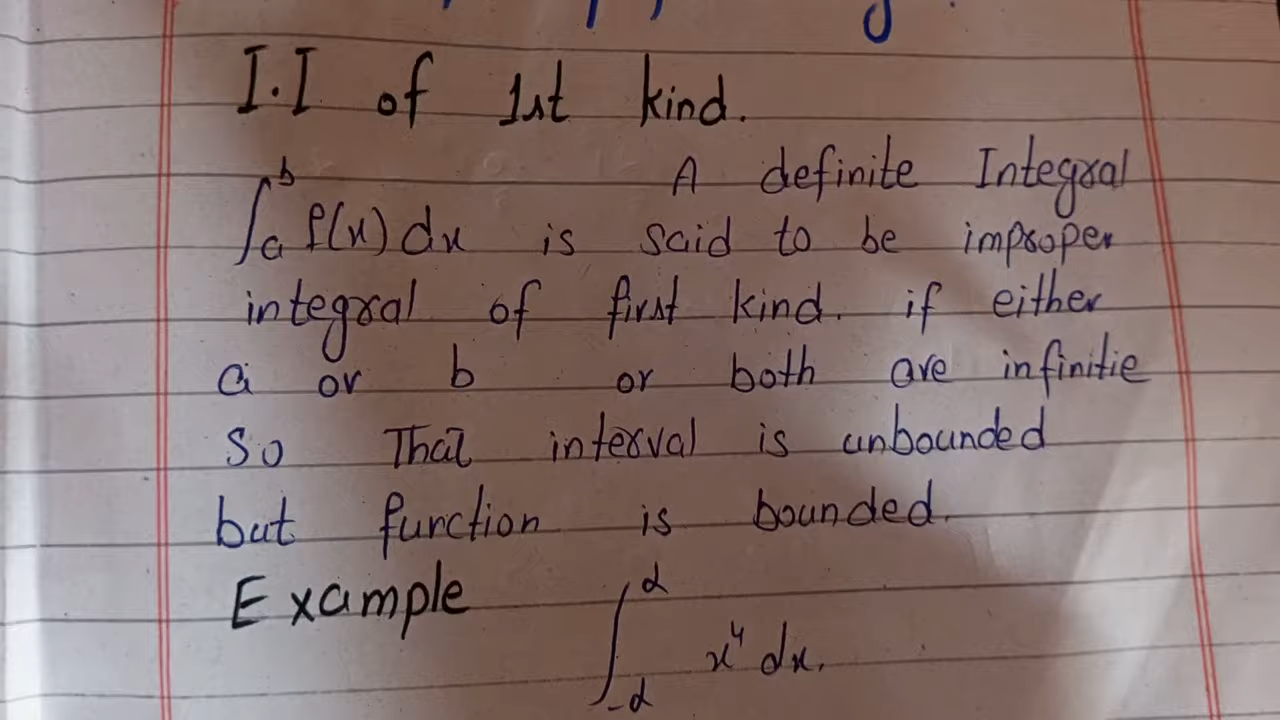 I.I of 1st kind.
A definite Integral
∫_a^b f(x) dx is said to be improper
integral of first kind. if either
a or b or both are infinitie
So That interval is unbounded
but function is bounded.
Example ∫_{-α}^{α} x⁴ dx.